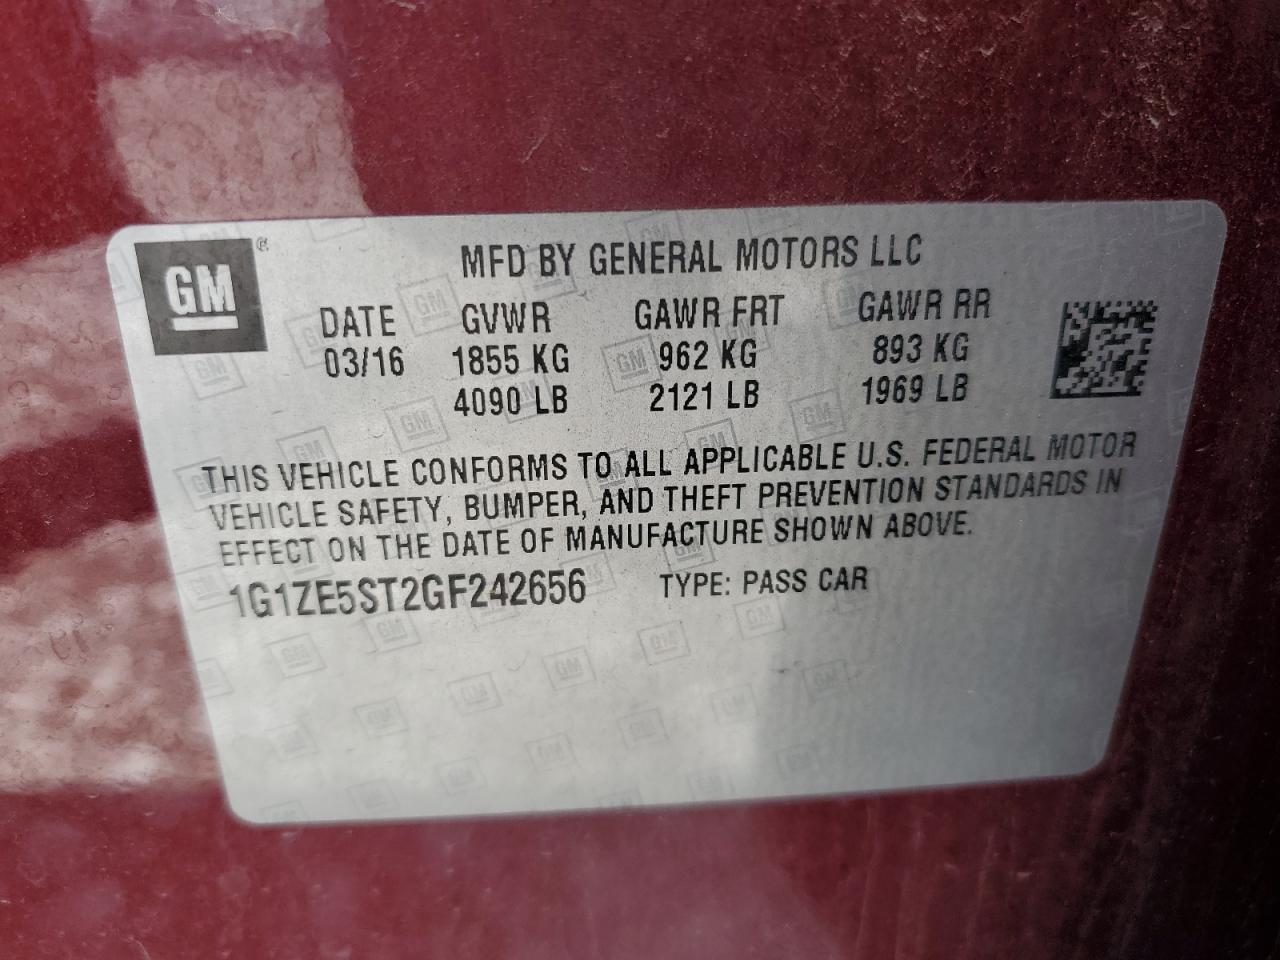 GM ®
MFD BY GENERAL MOTORS LLC
DATE GVWR GAWR FRT GAWR RR
03/16 1855 KG 962 KG 893 KG
4090 LB 2121 LB 1969 LB
THIS VEHICLE CONFORMS TO ALL APPLICABLE U.S. FEDERAL MOTOR
VEHICLE SAFETY, BUMPER, AND THEFT PREVENTION STANDARDS IN
EFFECT ON THE DATE OF MANUFACTURE SHOWN ABOVE.
1G1ZE5ST2GF242656 TYPE: PASS CAR